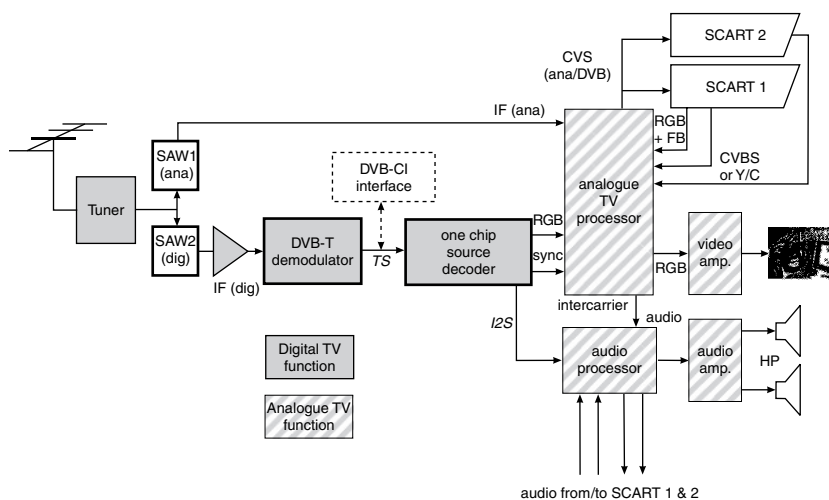 SCART 2
CVS
(ana/DVB)
SCART 1
IF (ana)
RGB
+ FB
SAW1
(ana)
DVB-CI
interface
CVBS
or Y/C
analogue
TV
processor
Tuner
SAW2
(dig)
DVB-T
demodulator
one chip
source
decoder
RGB
sync
video
amp.
TS
RGB
IF (dig)
intercarrier
audio
I2S
Digital TV
function
audio
processor
audio
amp.
HP
Analogue TV
function
audio from/to SCART 1 & 2